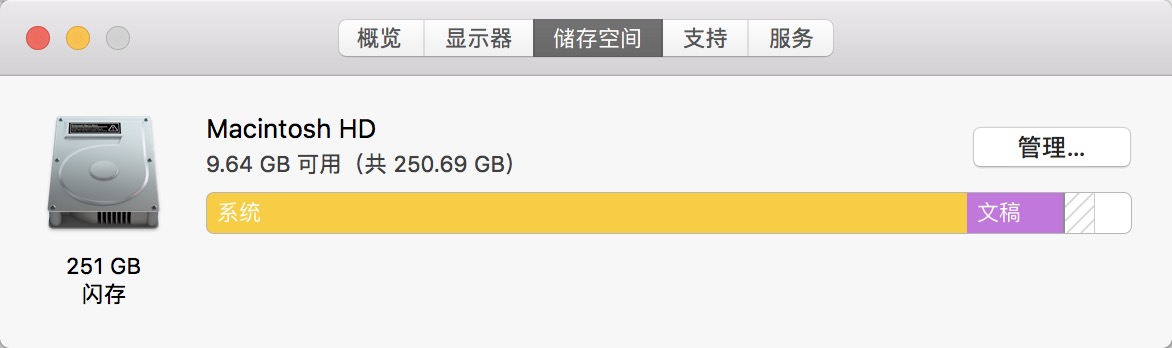 概览 显示器 储存空间 支持 服务
Macintosh HD
9.64 GB 可用（共 250.69 GB）
管理...
系统 文稿
251 GB
闪存